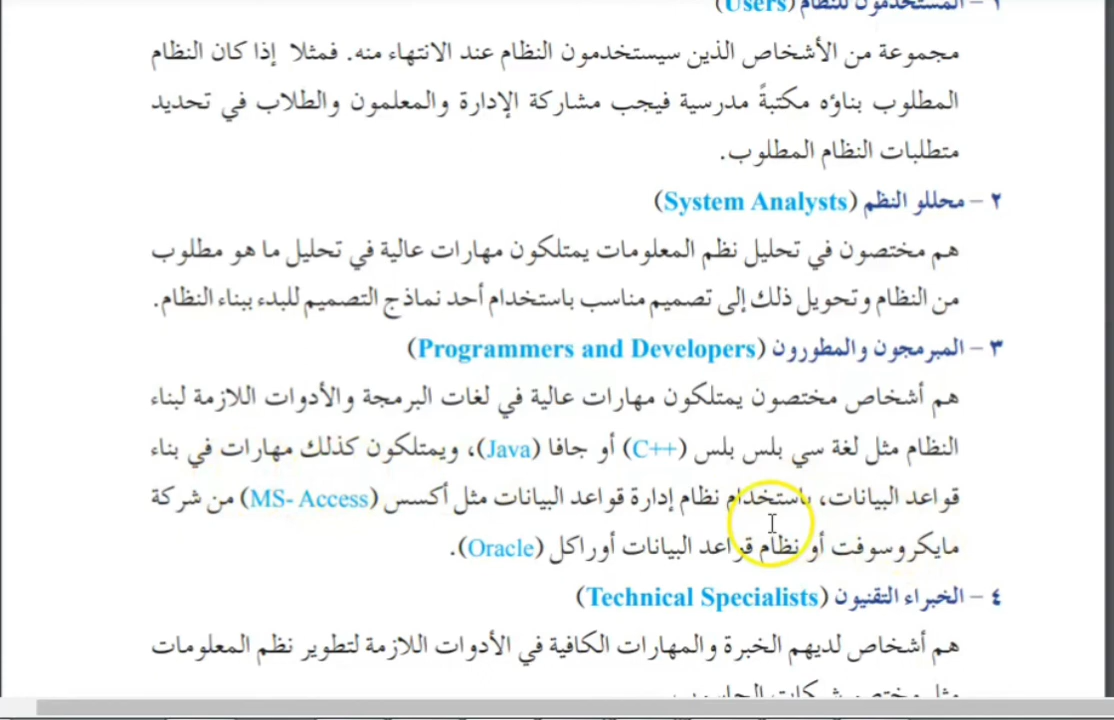 ١ – المستخدمون للنظام (Users)
مجموعة من الأشخاص الذين سيستخدمون النظام عند الانتهاء منه. فمثلا إذا كان النظام
المطلوب بناؤه مكتبةً مدرسية فيجب مشاركة الإدارة والمعلمون والطلاب في تحديد
متطلبات النظام المطلوب.
٢ – محللو النظم (System Analysts)
هم مختصون في تحليل نظم المعلومات يمتلكون مهارات عالية في تحليل ما هو مطلوب
من النظام وتحويل ذلك إلى تصميم مناسب باستخدام أحد نماذج التصميم للبدء ببناء النظام.
٣ – المبرمجون والمطورون (Programmers and Developers)
هم أشخاص مختصون يمتلكون مهارات عالية في لغات البرمجة والأدوات اللازمة لبناء
النظام مثل لغة سي بلس بلس (C++) أو جافا (Java)، ويمتلكون كذلك مهارات في بناء
قواعد البيانات، باستخدام نظام إدارة قواعد البيانات مثل أكسس (MS- Access) من شركة
مايكروسوفت أو نظام قواعد البيانات أوراكل (Oracle).
٤ – الخبراء التقنيون (Technical Specialists)
هم أشخاص لديهم الخبرة والمهارات الكافية في الأدوات اللازمة لتطوير نظم المعلومات